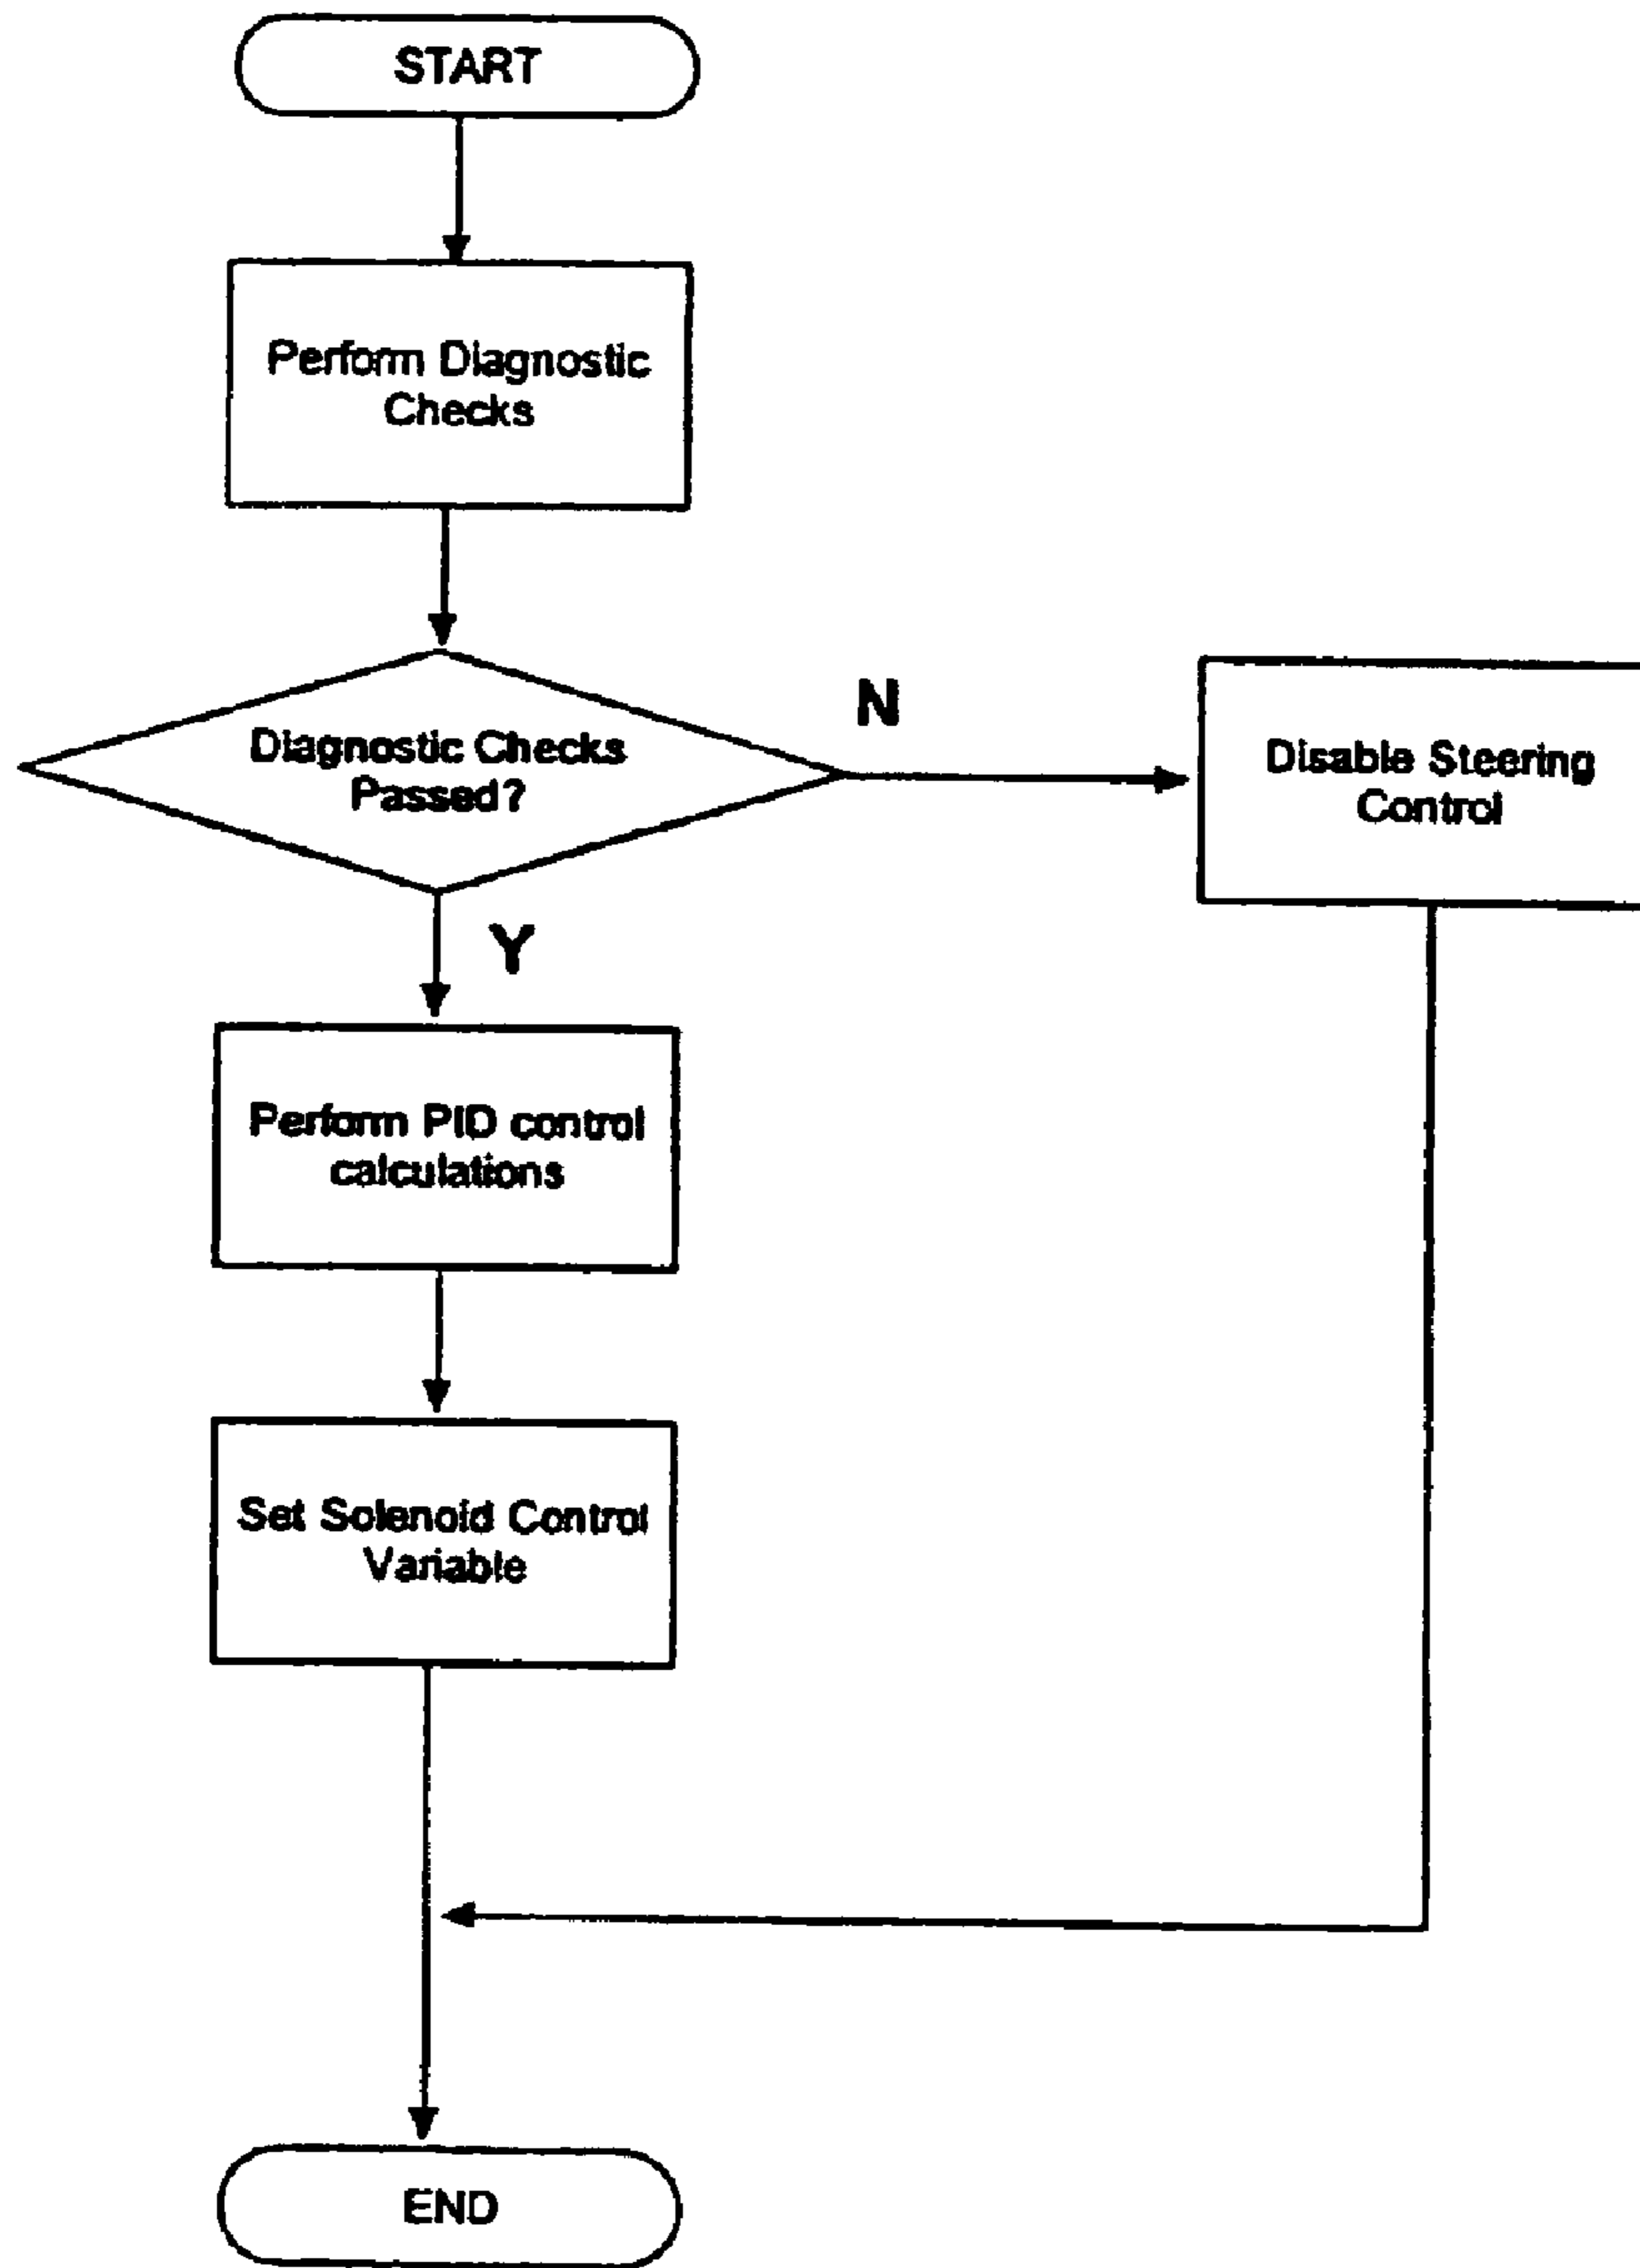 START
Perform Diagnostic
Checks
Diagnostic Checks
Passed?
N
Disable Steering
Control
Y
Perform PID control
calculations
Set Solenoid Control
Variable
END